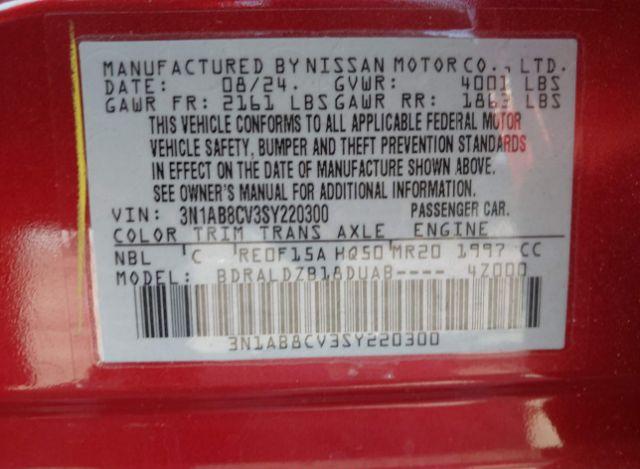 MANUFACTURED BY NISSAN MOTOR CO., LTD.
DATE: 08/24. GVWR: 4001 LBS
GAWR FR: 2161 LBS GAWR RR: 1863 LBS
THIS VEHICLE CONFORMS TO ALL APPLICABLE FEDERAL MOTOR
VEHICLE SAFETY, BUMPER AND THEFT PREVENTION STANDARDS
IN EFFECT ON THE DATE OF MANUFACTURE SHOWN ABOVE.
SEE OWNER'S MANUAL FOR ADDITIONAL INFORMATION.
VIN: 3N1AB8CV3SY220300 PASSENGER CAR.
COLOR TRIM TRANS AXLE ENGINE
NBL C RE0F15A HQ50 MR20 1997 CC
MODEL: BDRALDZB18DUAB---- 4Z000
3N1AB8CV3SY220300